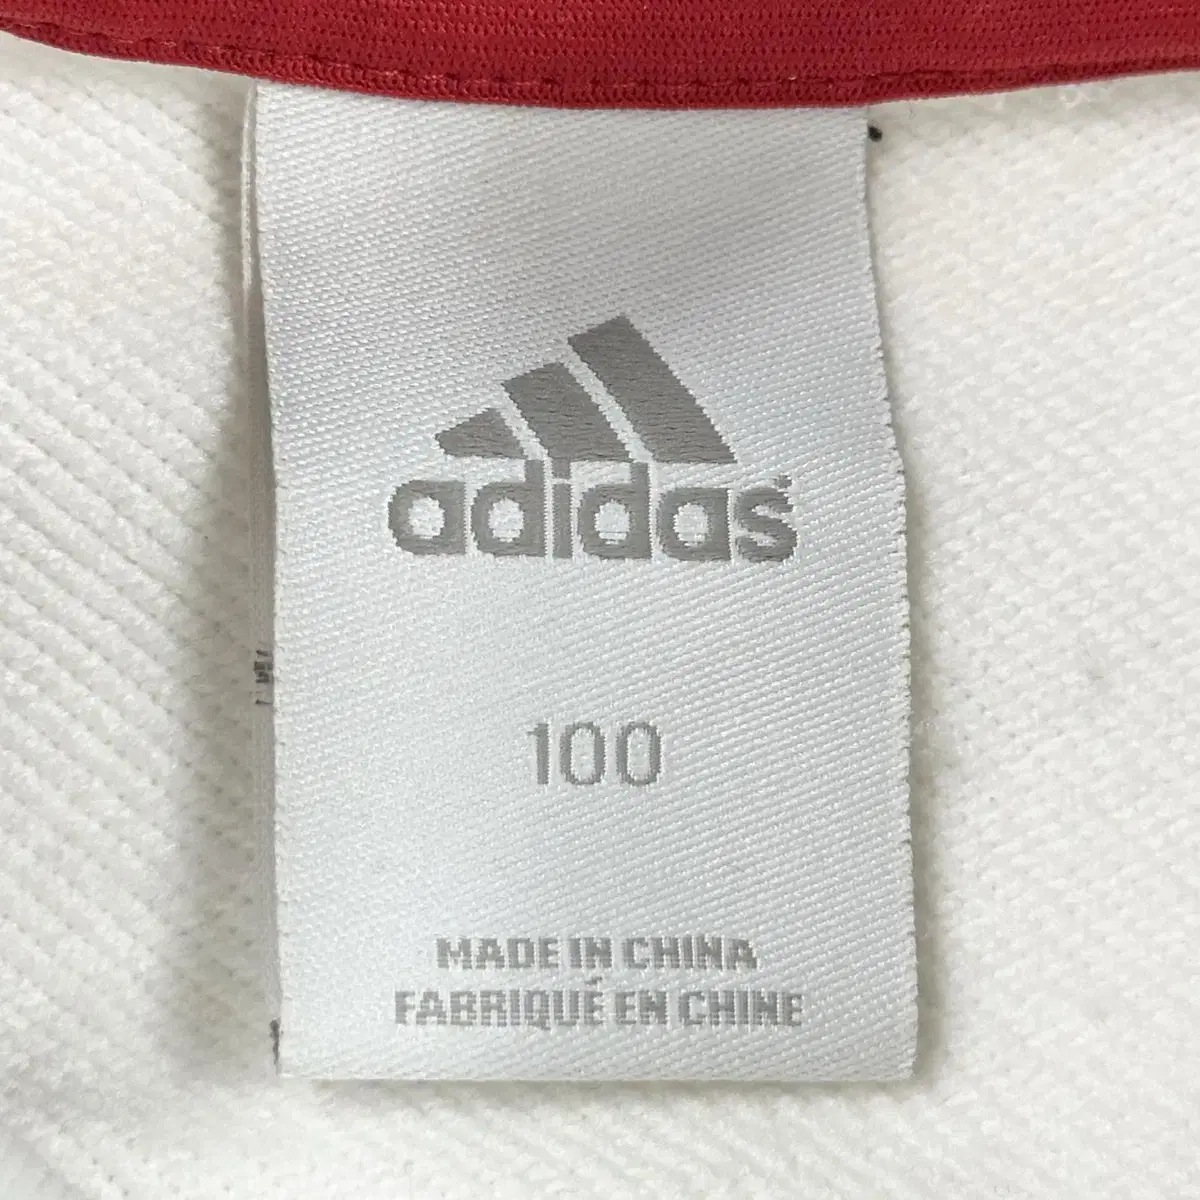 adidas
100
MADE IN CHINA
FABRIQUÉ EN CHINE